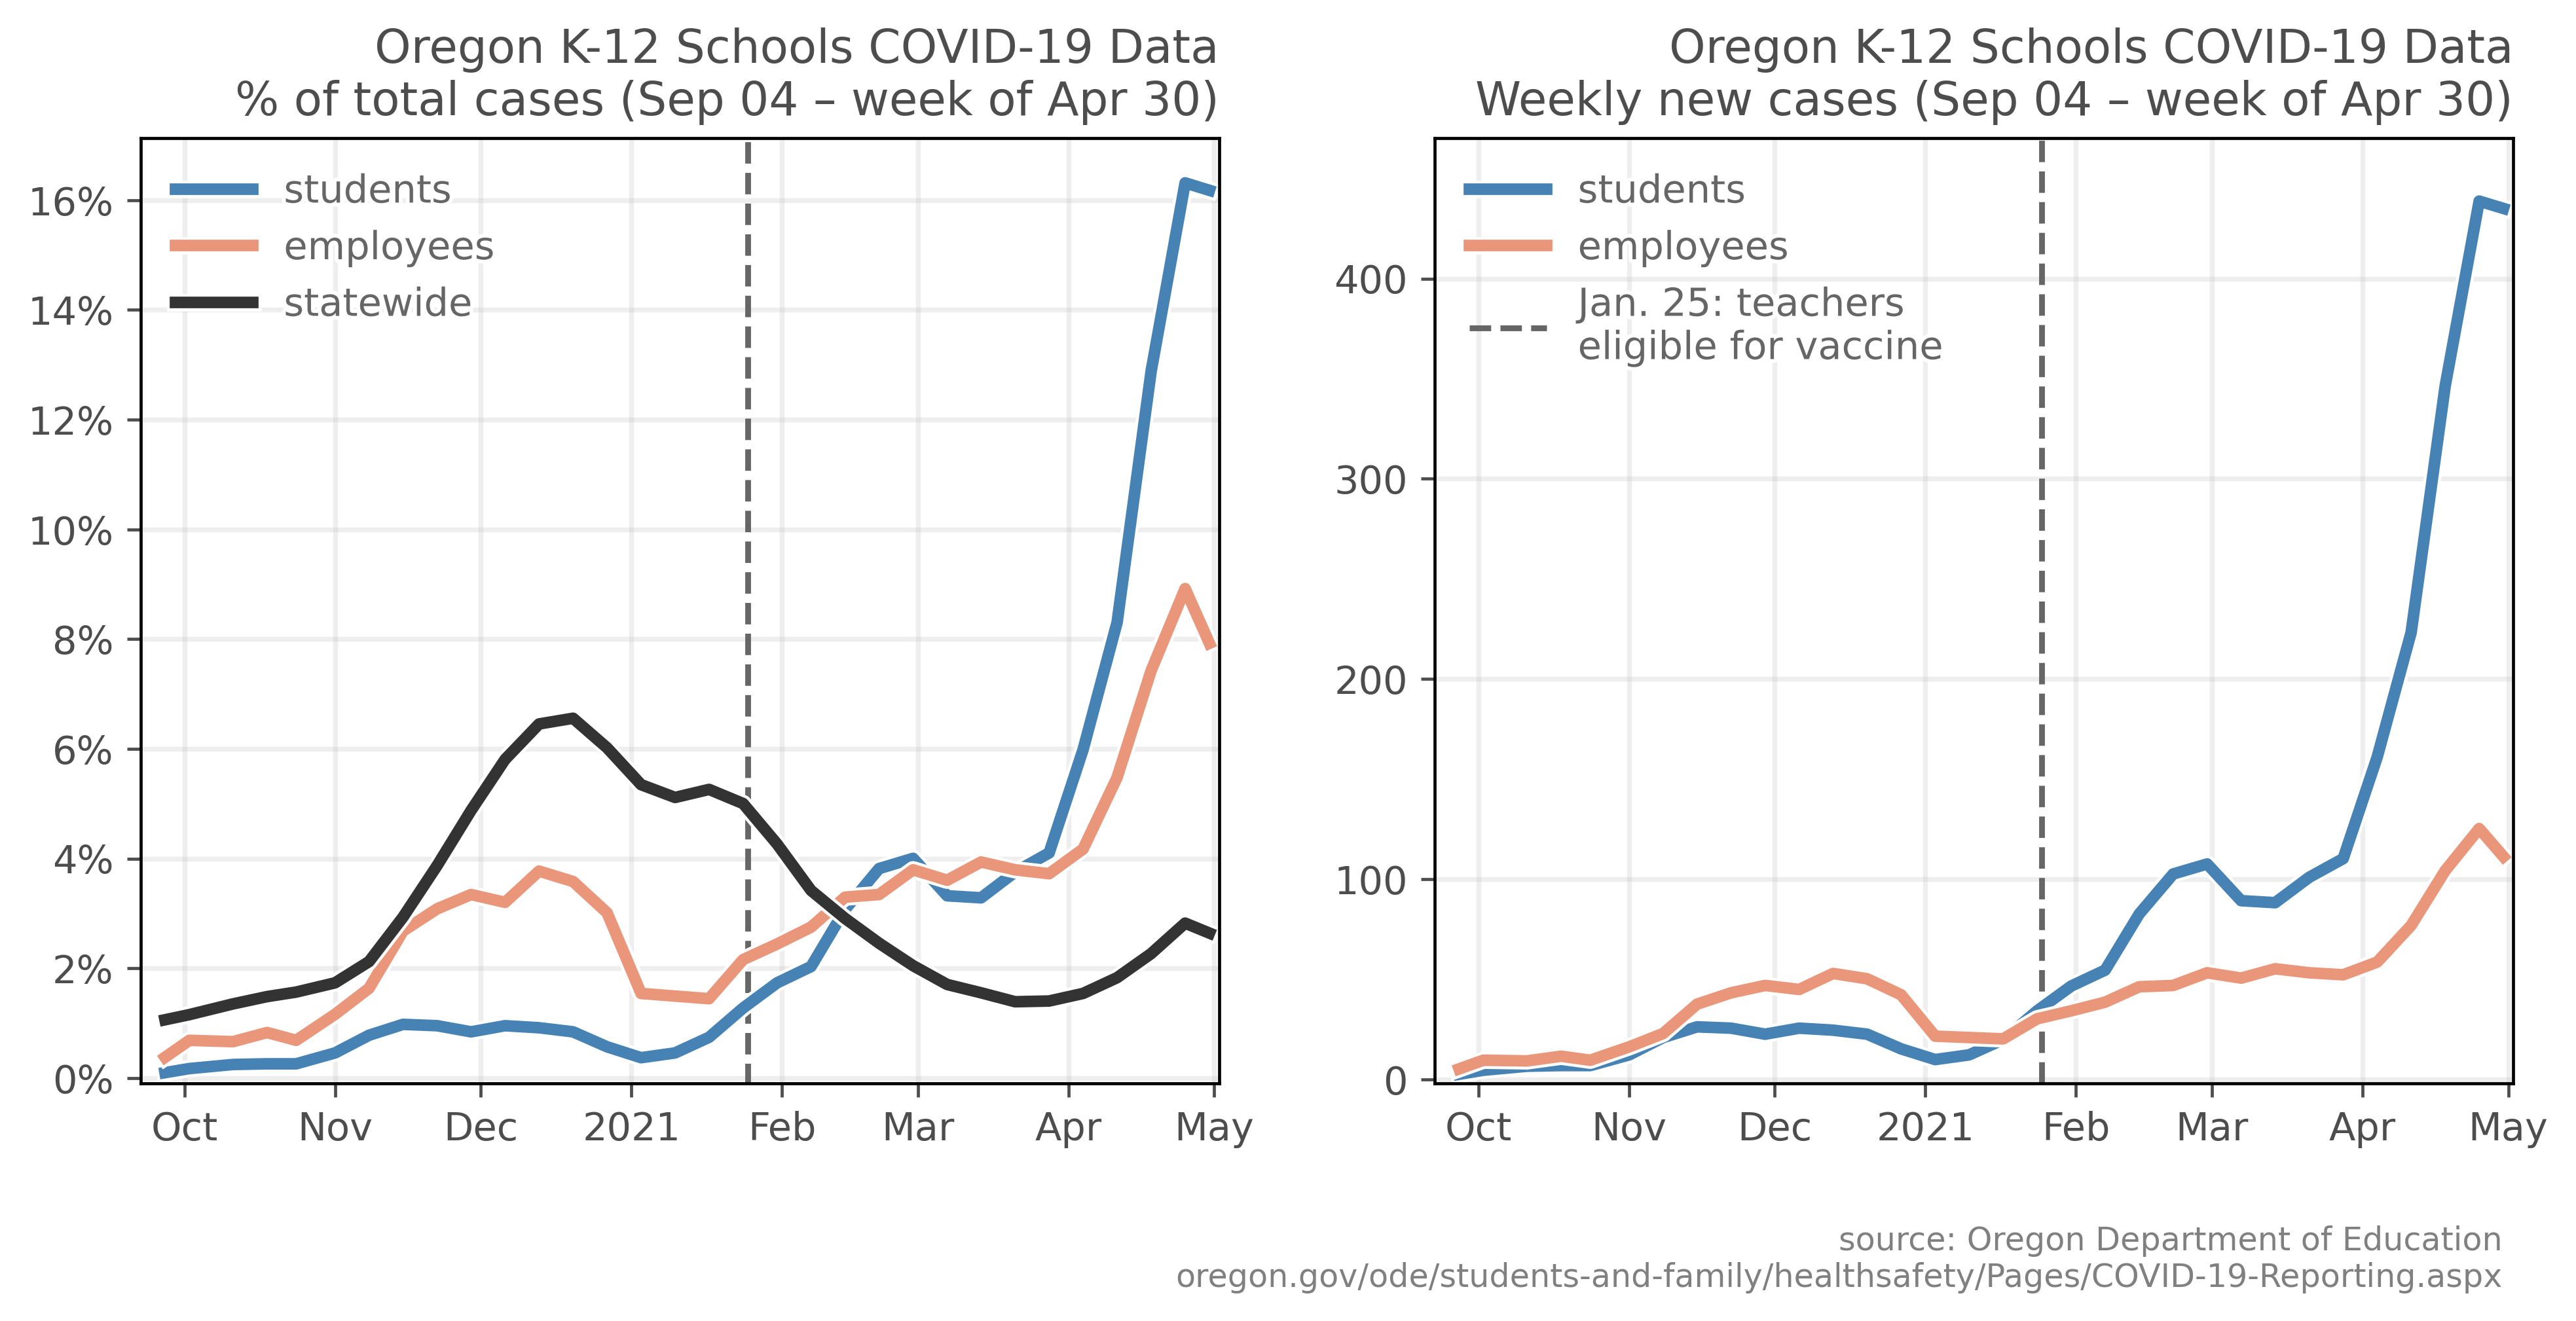 Oregon K-12 Schools COVID-19 Data
% of total cases (Sep 04 – week of Apr 30)
students
employees
statewide
16%
14%
12%
10%
8%
6%
4%
2%
0%
Oct Nov Dec 2021 Feb Mar Apr May
Oregon K-12 Schools COVID-19 Data
Weekly new cases (Sep 04 – week of Apr 30)
students
employees
Jan. 25: teachers
eligible for vaccine
400
300
200
100
0
Oct Nov Dec 2021 Feb Mar Apr May
source: Oregon Department of Education
oregon.gov/ode/students-and-family/healthsafety/Pages/COVID-19-Reporting.aspx